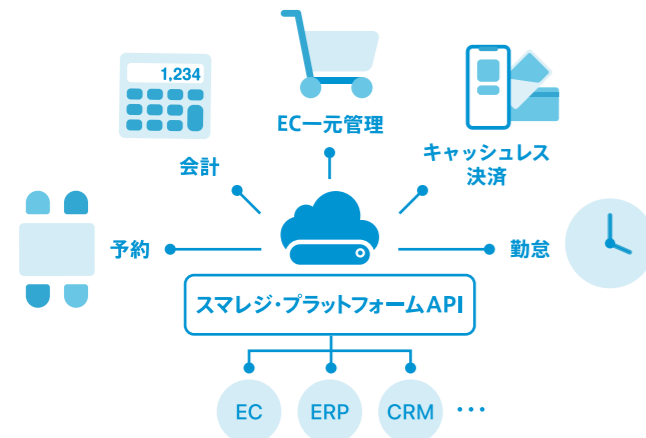 1,234
EC一元管理
キャッシュレス
決済
会計
予約
勤怠
スマレジ・プラットフォームAPI
EC
ERP
CRM
…